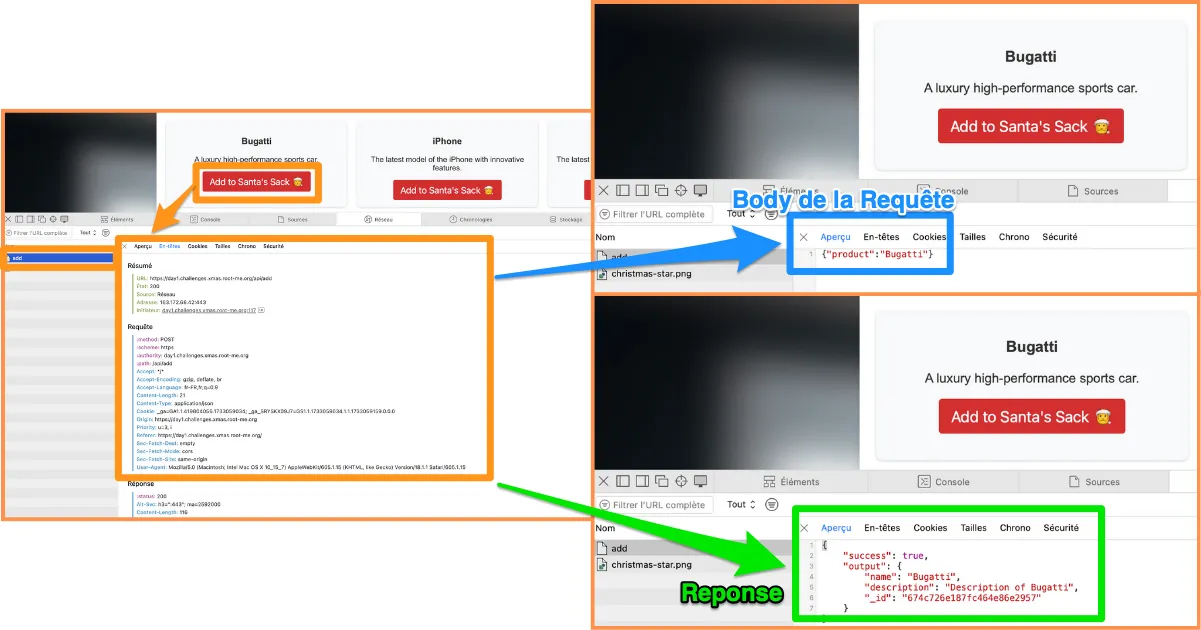 Bugatti
A luxury high-performance sports car.
Add to Santa's Sack
iPhone
The latest model of the iPhone with innovative
features.
Add to Santa's Sack
The latest
Éléments
Console
Sources
Réseau
Chronologies
Stockage
Filtrer l'URL complète
Tout
add
Aperçu En-têtes Cookies Tailles Chrono Sécurité
Résumé
URL: https://day1.challenges.xmas.root-me.org/api/add
État: 200
Source: Réseau
Adresse: 163.172.68.42:443
Initiateur: day1.challenges.xmas.root-me.org:117
Requête
:method: POST
:scheme: https
:authority: day1.challenges.xmas.root-me.org
:path: /api/add
Accept: */*
Accept-Encoding: gzip, deflate, br
Accept-Language: fr-FR,fr;q=0.9
Content-Length: 21
Content-Type: application/json
Origin: https://day1.challenges.xmas.root-me.org
Priority: u=3, i
Referer: https://day1.challenges.xmas.root-me.org/
Sec-Fetch-Dest: empty
Sec-Fetch-Mode: cors
Sec-Fetch-Site: same-origin
User-Agent: Mozilla/5.0 (Macintosh; Intel Mac OS X 10_15_7) AppleWebKit/605.1.15 (KHTML, like Gecko) Version/18.1.1 Safari/605.1.15
Réponse
:status: 200
Alt-Svc: h3=":443"; ma=2592000
Content-Length: 116
Bugatti
A luxury high-performance sports car.
Add to Santa's Sack
Éléments
Console
Sources
Filtrer l'URL complète
Tout
Body de la Requête
Nom
add
christmas-star.png
Aperçu En-têtes Cookies Tailles Chrono Sécurité
1 {"product":"Bugatti"}
Bugatti
A luxury high-performance sports car.
Add to Santa's Sack
Éléments
Console
Sources
Filtrer l'URL complète
Tout
Nom
add
christmas-star.png
Aperçu En-têtes Cookies Tailles Chrono Sécurité
1 {
2 "success": true,
3 "output": {
4 "name": "Bugatti",
5 "description": "Description of Bugatti",
6 "_id": "674c726e187fc464e86e2957"
7 }
Reponse